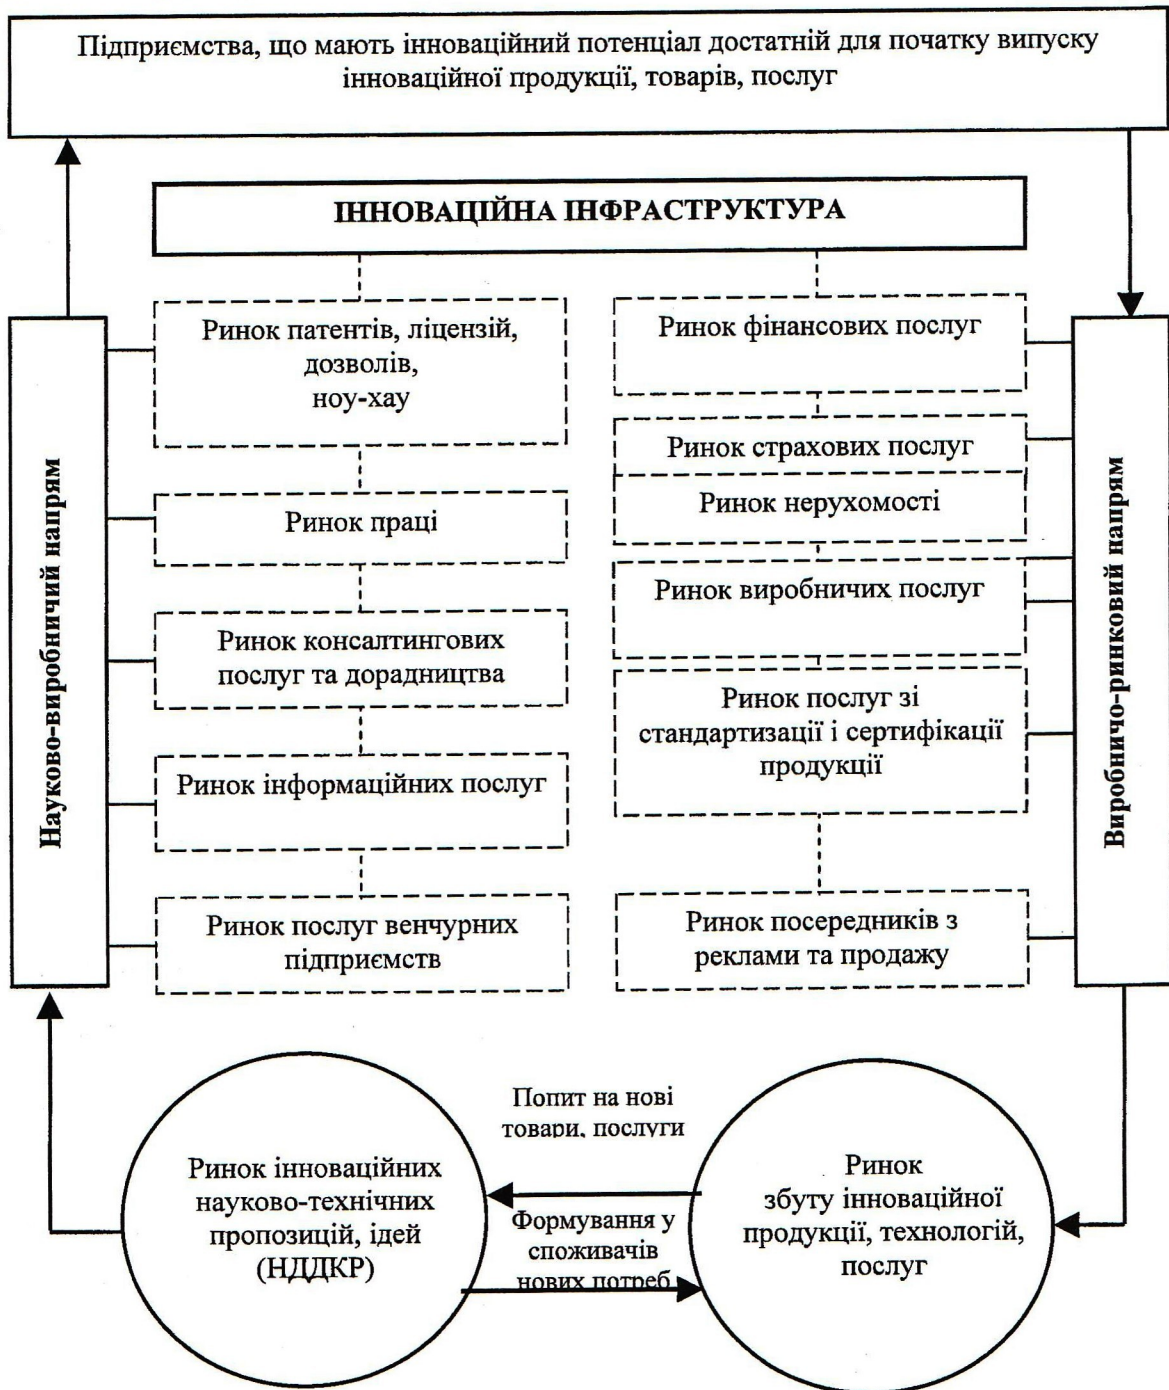 Підприємства, що мають інноваційний потенціал достатній для початку випуску
інноваційної продукції, товарів, послуг
ІННОВАЦІЙНА ІНФРАСТРУКТУРА
Науково-виробничий напрям
Ринок патентів, ліцензій,
дозволів,
ноу-хау
Ринок праці
Ринок консалтингових
послуг та дорадництва
Ринок інформаційних послуг
Ринок послуг венчурних
підприємств
Ринок фінансових послуг
Ринок страхових послуг
Ринок нерухомості
Ринок виробничих послуг
Ринок послуг зі
стандартизації і сертифікації
продукції
Ринок посередників з
реклами та продажу
Виробничо-ринковий напрям
Ринок інноваційних
науково-технічних
пропозицій, ідей
(НДДКР)
Попит на нові
товари, послуги
Формування у
споживачів
нових потреб
Ринок
збуту інноваційної
продукції, технологій,
послуг